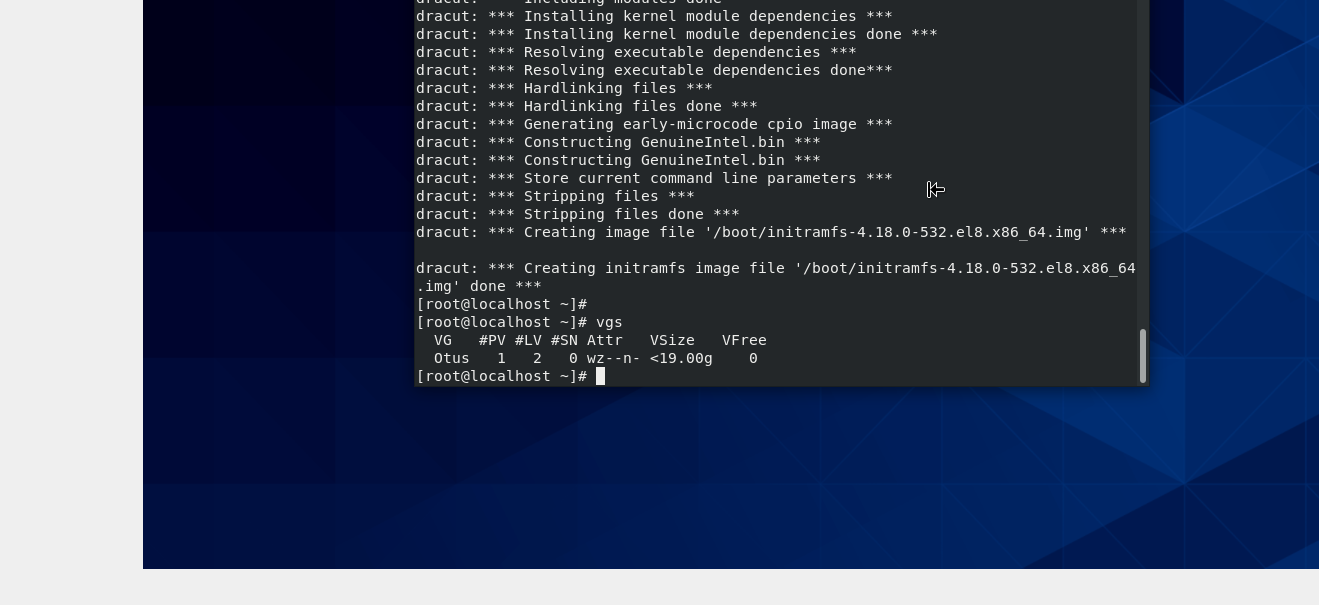 dracut: *** Including modules done
dracut: *** Installing kernel module dependencies ***
dracut: *** Installing kernel module dependencies done ***
dracut: *** Resolving executable dependencies ***
dracut: *** Resolving executable dependencies done***
dracut: *** Hardlinking files ***
dracut: *** Hardlinking files done ***
dracut: *** Generating early-microcode cpio image ***
dracut: *** Constructing GenuineIntel.bin ***
dracut: *** Constructing GenuineIntel.bin ***
dracut: *** Store current command line parameters ***
dracut: *** Stripping files ***
dracut: *** Stripping files done ***
dracut: *** Creating image file '/boot/initramfs-4.18.0-532.el8.x86_64.img' ***
dracut: *** Creating initramfs image file '/boot/initramfs-4.18.0-532.el8.x86_64
.img' done ***
[root@localhost ~]#
[root@localhost ~]# vgs
VG #PV #LV #SN Attr VSize VFree
Otus 1 2 0 wz--n- <19.00g 0
[root@localhost ~]#